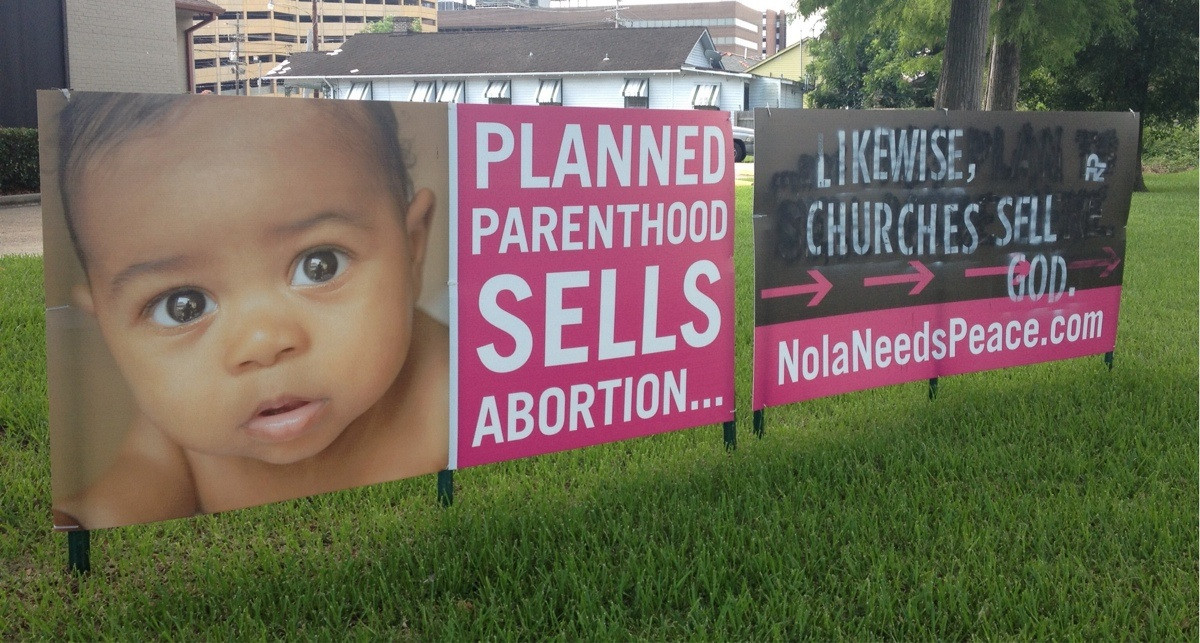 PLANNED
PARENTHOOD
SELLS
ABORTION...
LIKEWISE,
CHURCHES SELL
GOD.
NolaNeedsPeace.com